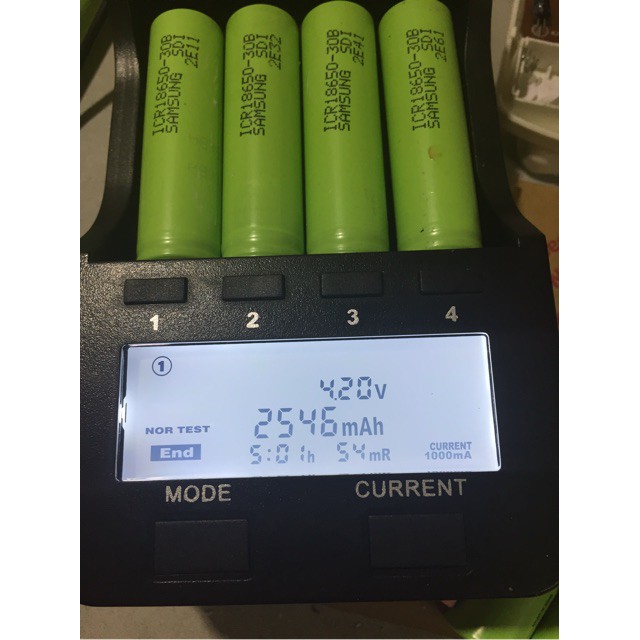 ICR18650-30B
SAMSUNG SDI
2E11
ICR18650-30B
SAMSUNG SDI
2E32
ICR18650-30B
SAMSUNG SDI
2E41
ICR18650-30B
SAMSUNG SDI
2E61
1 2 3 4
1
4.20v
NOR TEST 2546mAh
End 5:01h 54mR CURRENT 1000mA
MODE CURRENT